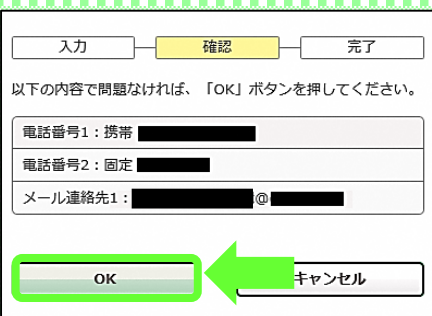 入力 確認 完了
以下の内容で問題なければ、「OK」ボタンを押してください。
電話番号1：携帯
電話番号2：固定
メール連絡先1： @
OK キャンセル